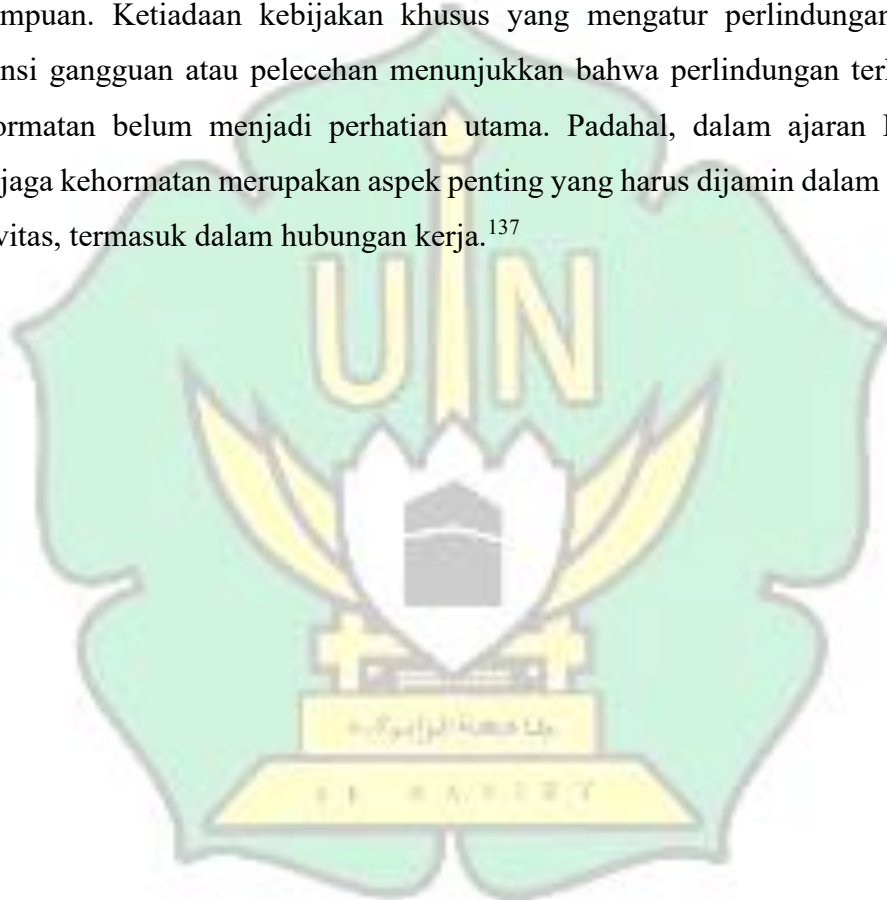 mpuan. Ketiadaan kebijakan khusus yang mengatur perlindungan
nsi gangguan atau pelecehan menunjukkan bahwa perlindungan terl
ormatan belum menjadi perhatian utama. Padahal, dalam ajaran I
jaga kehormatan merupakan aspek penting yang harus dijamin dalam
vitas, termasuk dalam hubungan kerja.137
UIN